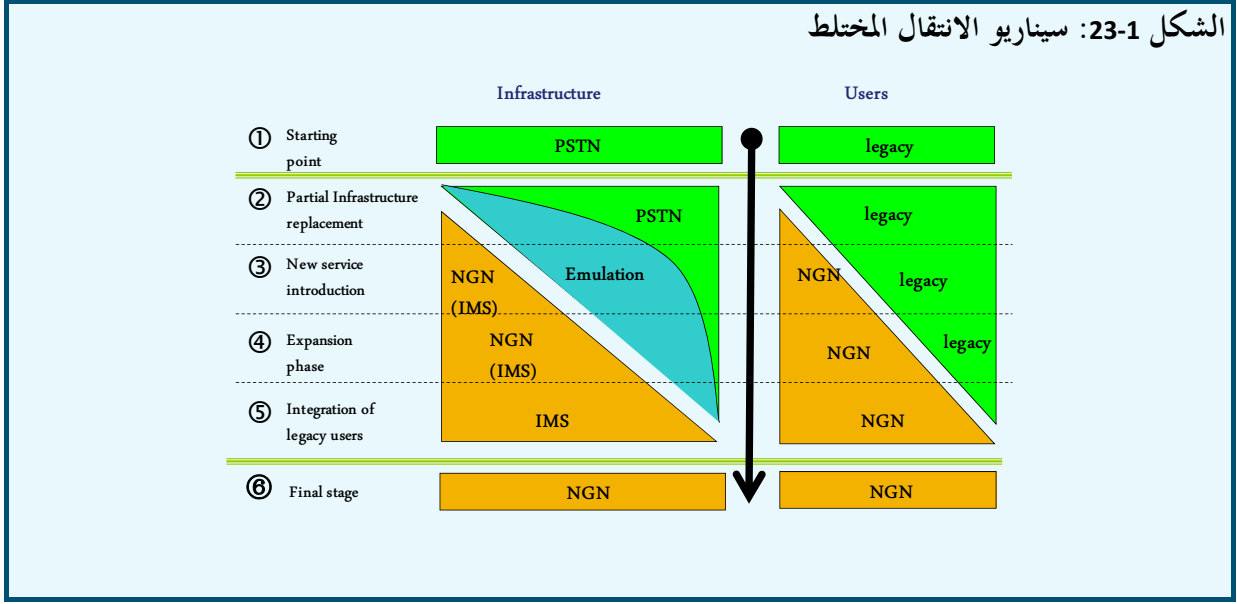 الشكل 1-23: سيناريو الانتقال المختلط
Infrastructure
Users
① Starting
point
PSTN
legacy
② Partial Infrastructure
replacement
PSTN
legacy
③ New service
introduction
NGN
(IMS)
Emulation
NGN
legacy
④ Expansion
phase
NGN
(IMS)
NGN
legacy
⑤ Integration of
legacy users
IMS
NGN
⑥ Final stage
NGN
NGN